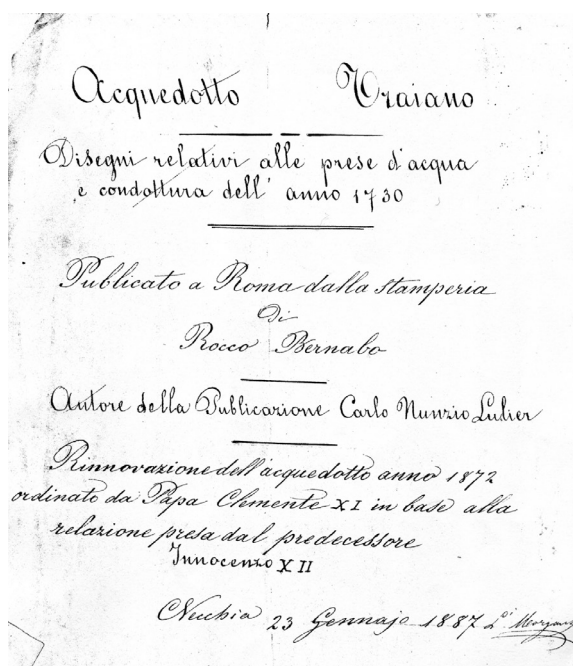 Acquedotto Traiano
Disegni relativi alle prese d'acqua
e condottura dell' anno 1730
Publicato a Roma dalla stamperia
Di
Rocco Bernabo
Autore della Publicazione Carlo Nunzio Lulier
Rinnovazione dell'acquedotto anno 1872
ordinato da Papa Clemente XI in base alla
relazione presa dal predecessore
Innocenzo XII
23 Gennajo 1887